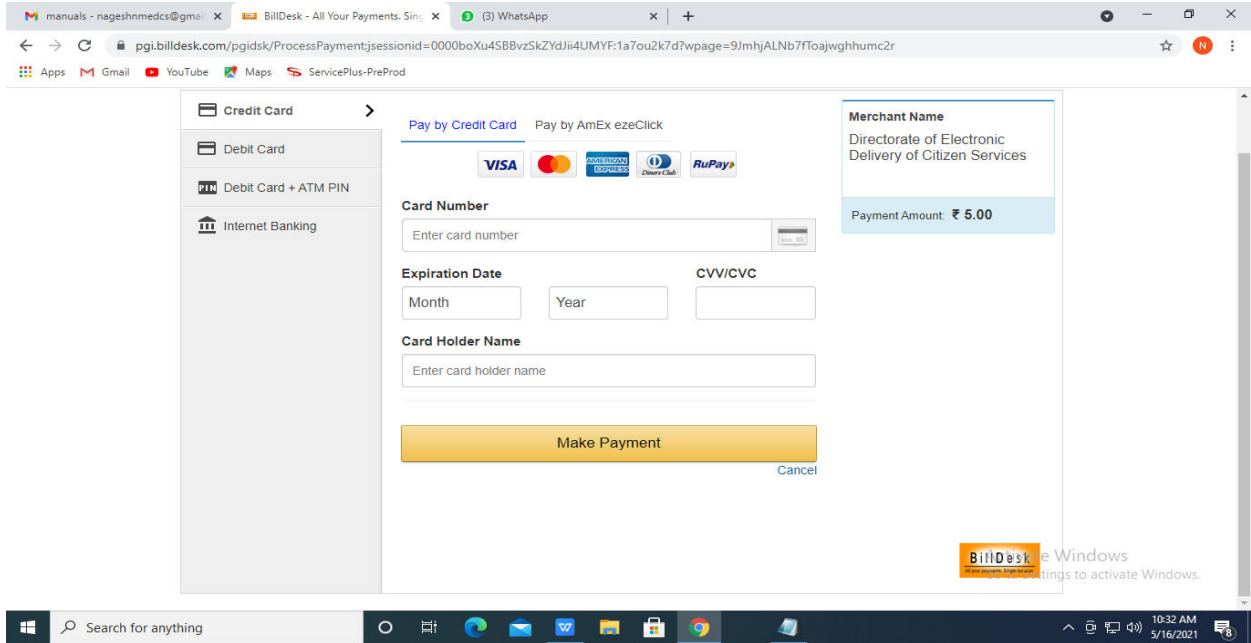 manuals - nageshnmedcs@gmai
BillDesk - All Your Payments. Sing
(3) WhatsApp
pgi.billdesk.com/pgidsk/ProcessPayment;jsessionid=0000boXu4SBBvzSkZYdJii4UMYF:1a7ou2k7d?wpage=9JmhjALNb7fToajwghhumc2r
N
Apps Gmail YouTube Maps ServicePlus-PreProd
Credit Card
Debit Card
PIN Debit Card + ATM PIN
Internet Banking
Pay by Credit Card Pay by AmEx ezeClick
VISA AMERICAN EXPRESS Diners Club RuPay
Card Number
Enter card number
Expiration Date CVV/CVC
Month Year
Card Holder Name
Enter card holder name
Make Payment
Cancel
Merchant Name
Directorate of Electronic
Delivery of Citizen Services
Payment Amount: ₹ 5.00
BillDesk
Windows
to activate Windows.
Search for anything
10:32 AM
5/16/2021
8